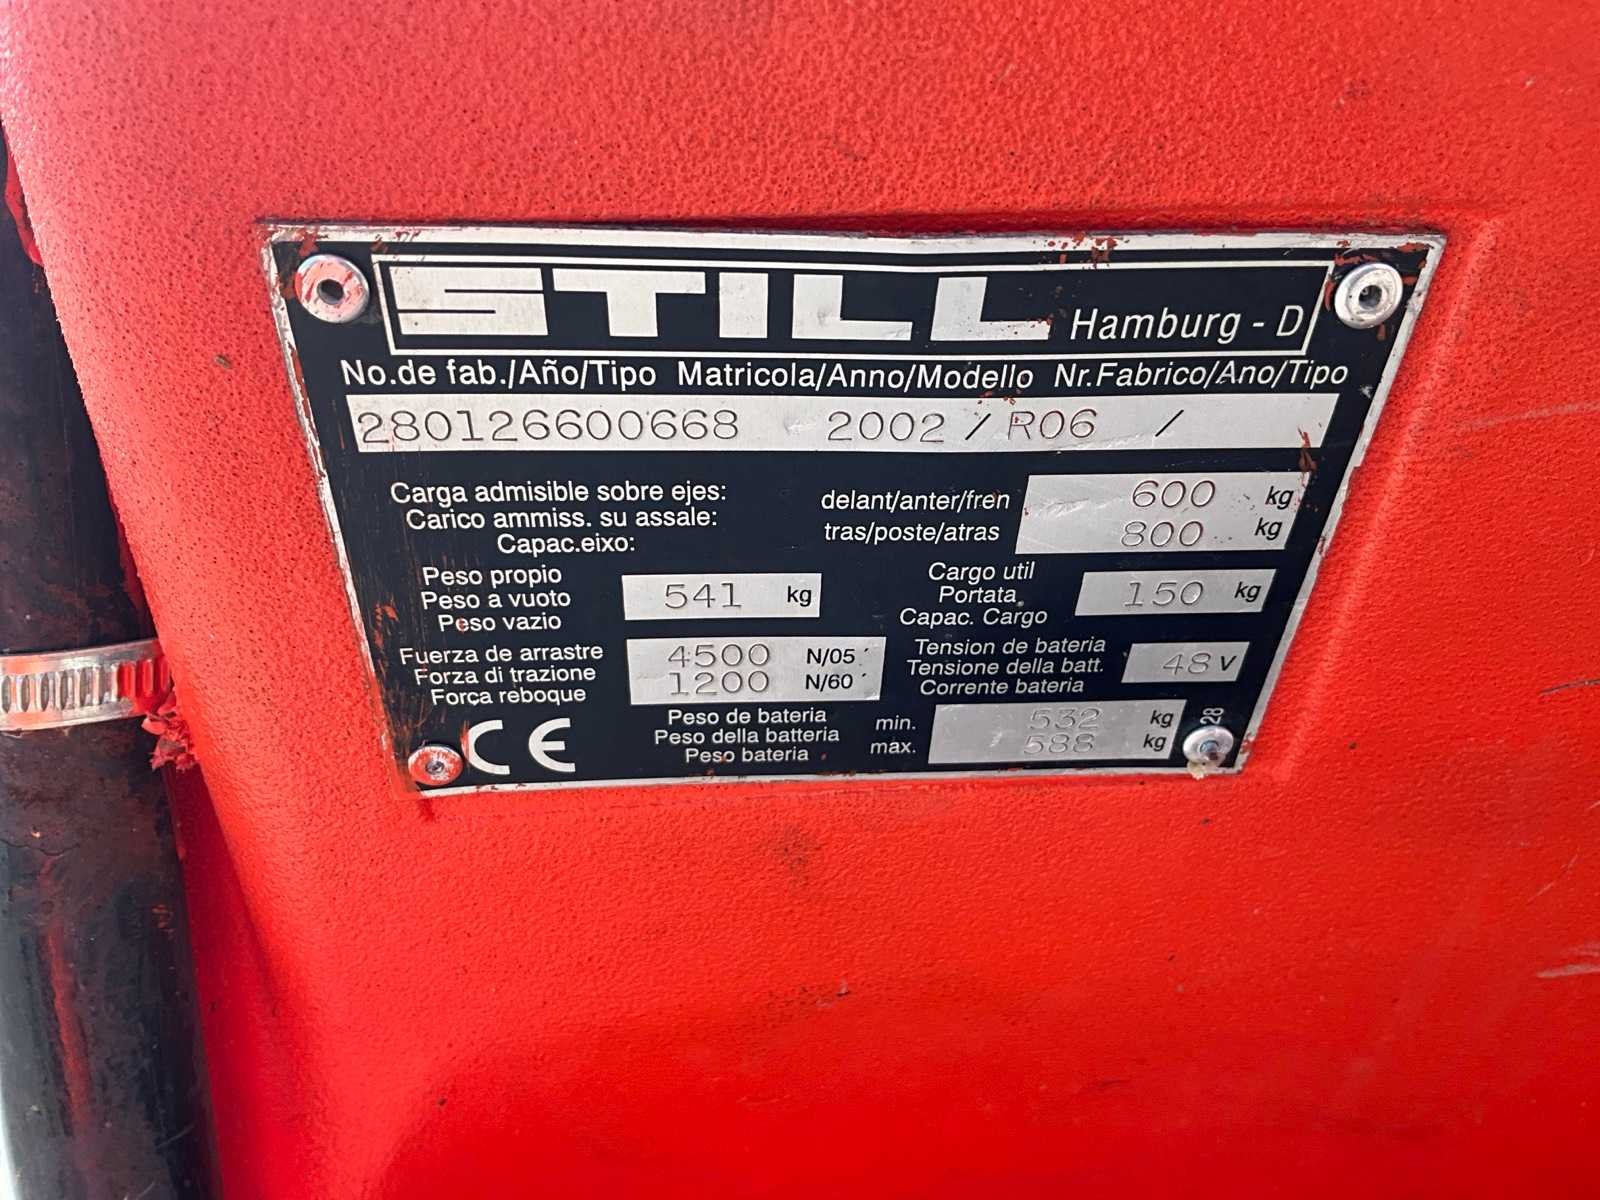 STILL Hamburg - D
No.de fab./Año/Tipo Matricola/Anno/Modello Nr.Fabrico/Ano/Tipo
280126600668 2002 / R06 /
Carga admisible sobre ejes: delant/anter/fren 600 kg
Carico ammiss. su assale: tras/poste/atras 800 kg
Capac.eixo:
Peso propio
Peso a vuoto 541 kg
Peso vazio
Cargo util
Portata 150 kg
Capac. Cargo
Fuerza de arrastre 4500 N/05
Forza di trazione 1200 N/60
Força reboque
Tension de bateria
Tensione della batt. 48 V
Corrente bateria
Peso de bateria min. 532 kg
Peso della batteria max. 588 kg
Peso bateria
28
CE